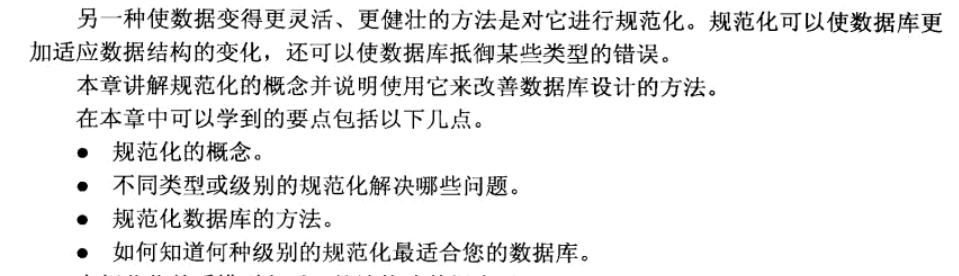 另一种使数据变得更灵活、更健壮的方法是对它进行规范化。规范化可以使数据库更
加适应数据结构的变化，还可以使数据库抵御某些类型的错误。
本章讲解规范化的概念并说明使用它来改善数据库设计的方法。
在本章中可以学到的要点包括以下几点。
● 规范化的概念。
● 不同类型或级别的规范化解决哪些问题。
● 规范化数据库的方法。
● 如何知道何种级别的规范化最适合您的数据库。